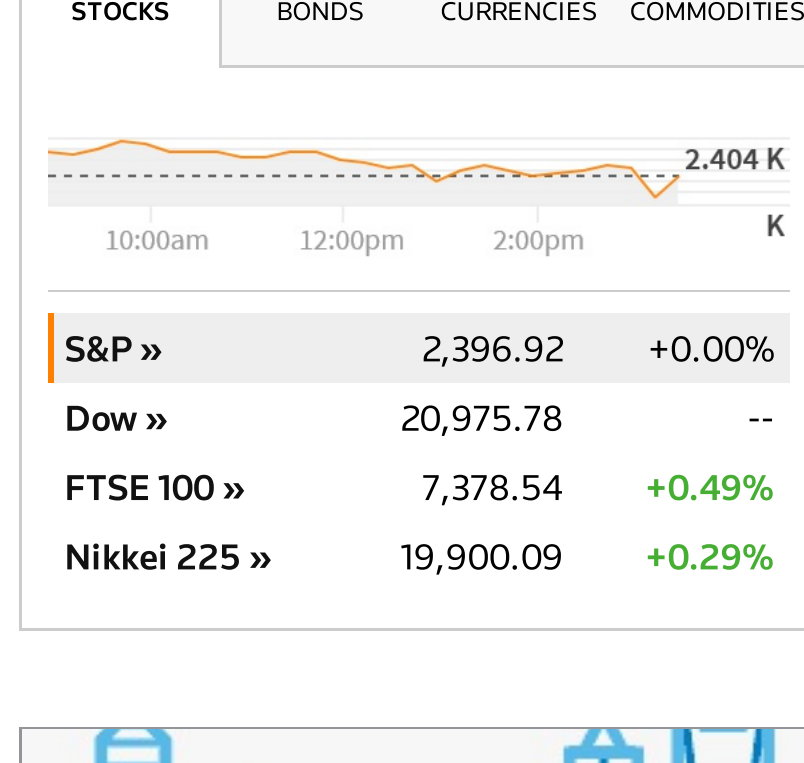 STOCKS BONDS CURRENCIES COMMODITIES
2.404 K
K
10:00am 12:00pm 2:00pm
S&P » 2,396.92 +0.00%
Dow » 20,975.78 --
FTSE 100 » 7,378.54 +0.49%
Nikkei 225 » 19,900.09 +0.29%